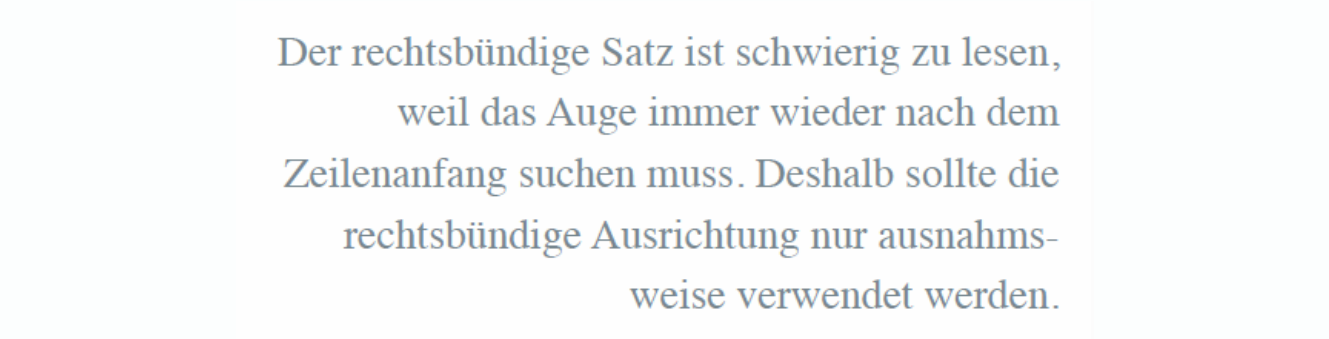 Der rechtsbündige Satz ist schwierig zu lesen,
weil das Auge immer wieder nach dem
Zeilenanfang suchen muss. Deshalb sollte die
rechtsbündige Ausrichtung nur ausnahms-
weise verwendet werden.